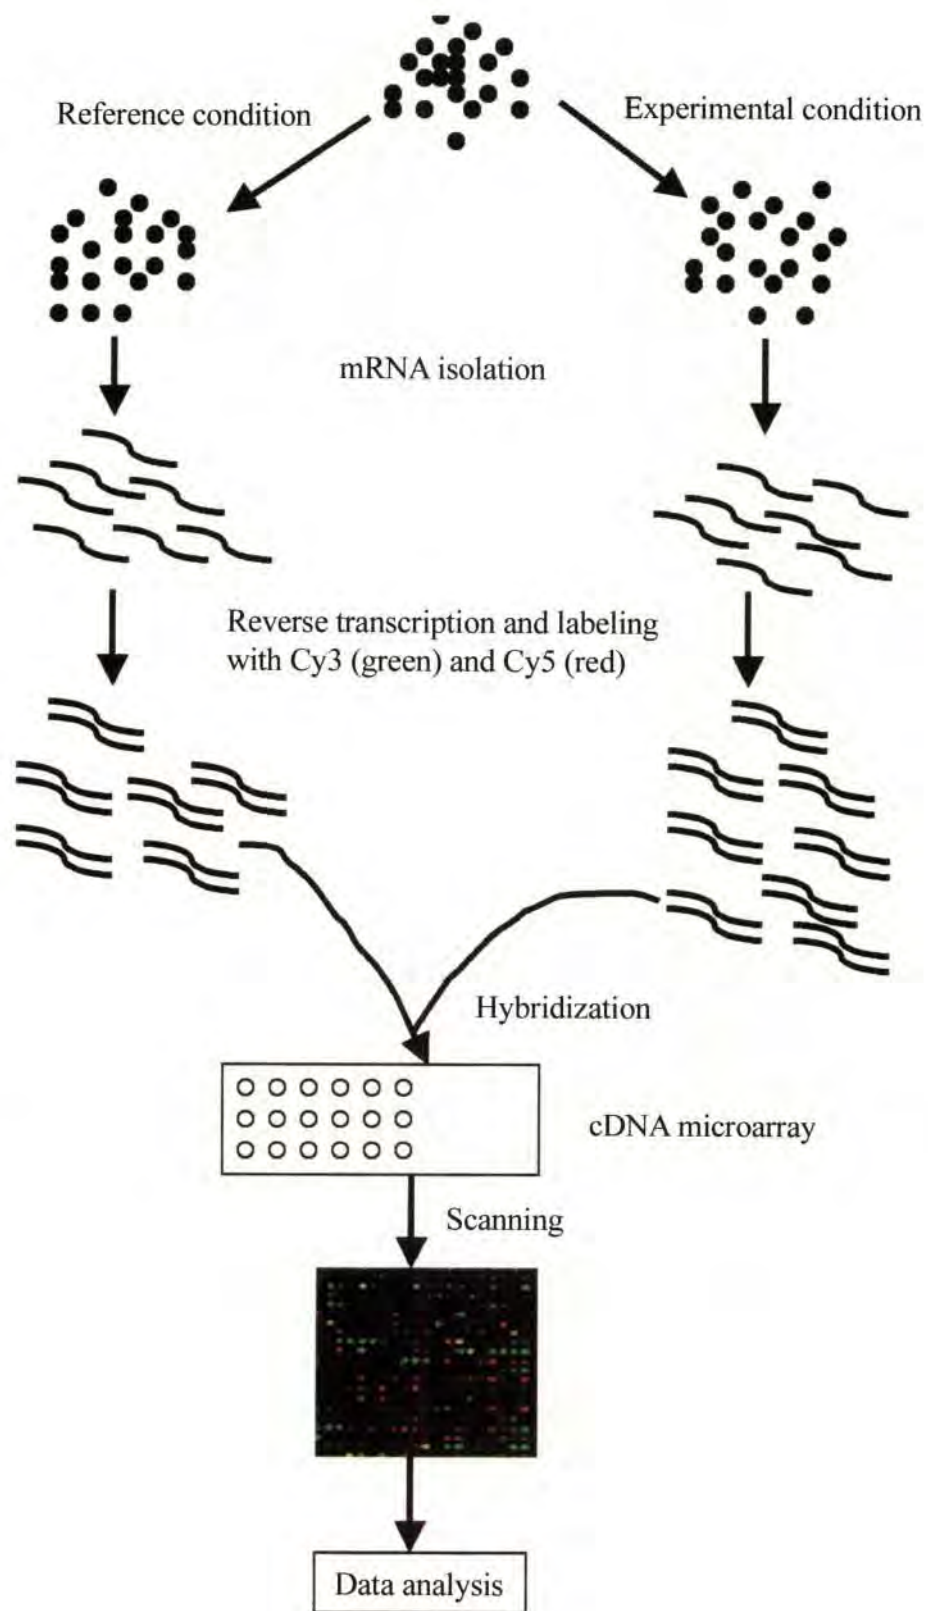 Reference condition
Experimental condition
mRNA isolation
Reverse transcription and labeling
with Cy3 (green) and Cy5 (red)
Hybridization
cDNA microarray
Scanning
Data analysis